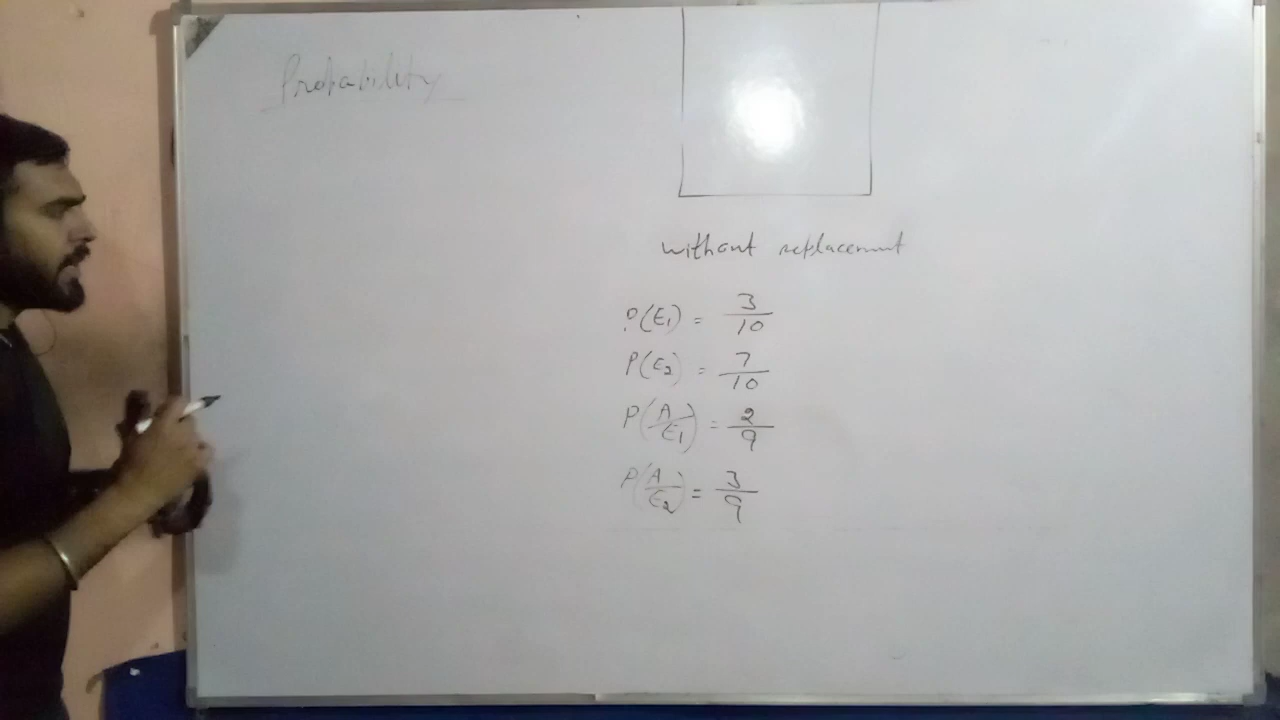 Probability
without replacement
P(E₁) = 3/10
P(E₂) = 7/10
P(A/E₁) = 2/9
P(A/E₂) = 3/9